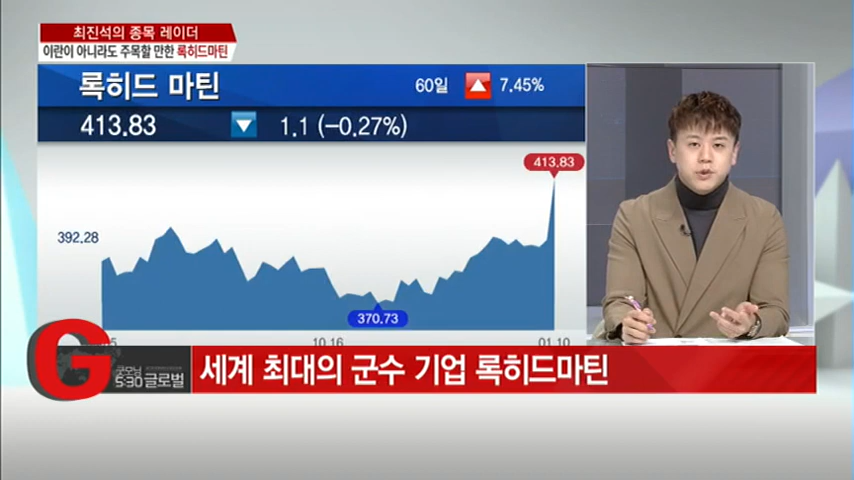 최진석의 종목 레이더
이란이 아니라도 주목할 만한 록히드마틴
록히드 마틴
60일 ▲ 7.45%
413.83 ▼ 1.1 (-0.27%)
413.83
392.28
370.73
10.16
01.10
G
굿모닝
5:30 글로벌
세계 최대의 군수 기업 록히드마틴